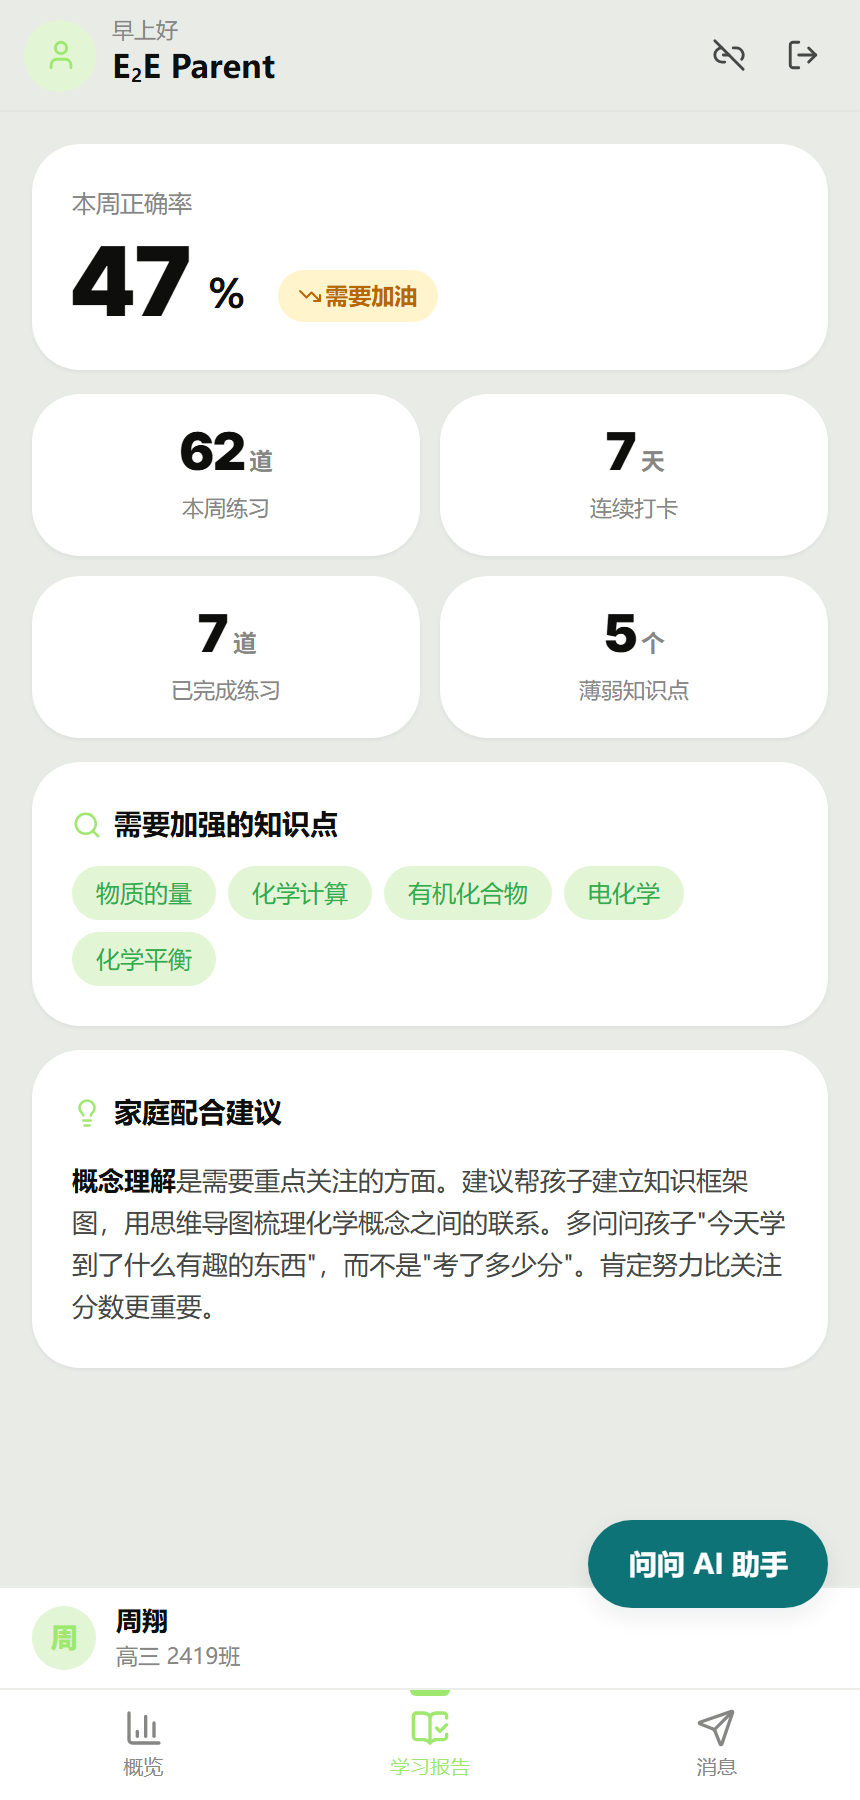 早上好
E₂E Parent
本周正确率
47 %
需要加油
62 道
本周练习
7 天
连续打卡
7 道
已完成练习
5 个
薄弱知识点
需要加强的知识点
物质的量
化学计算
有机化合物
电化学
化学平衡
家庭配合建议
概念理解是需要重点关注的方面。建议帮孩子建立知识框架
图，用思维导图梳理化学概念之间的联系。多问问孩子"今天学
到了什么有趣的东西"，而不是"考了多少分"。肯定努力比关注
分数更重要。
问问 AI 助手
周
周翔
高三 2419班
概览
学习报告
消息